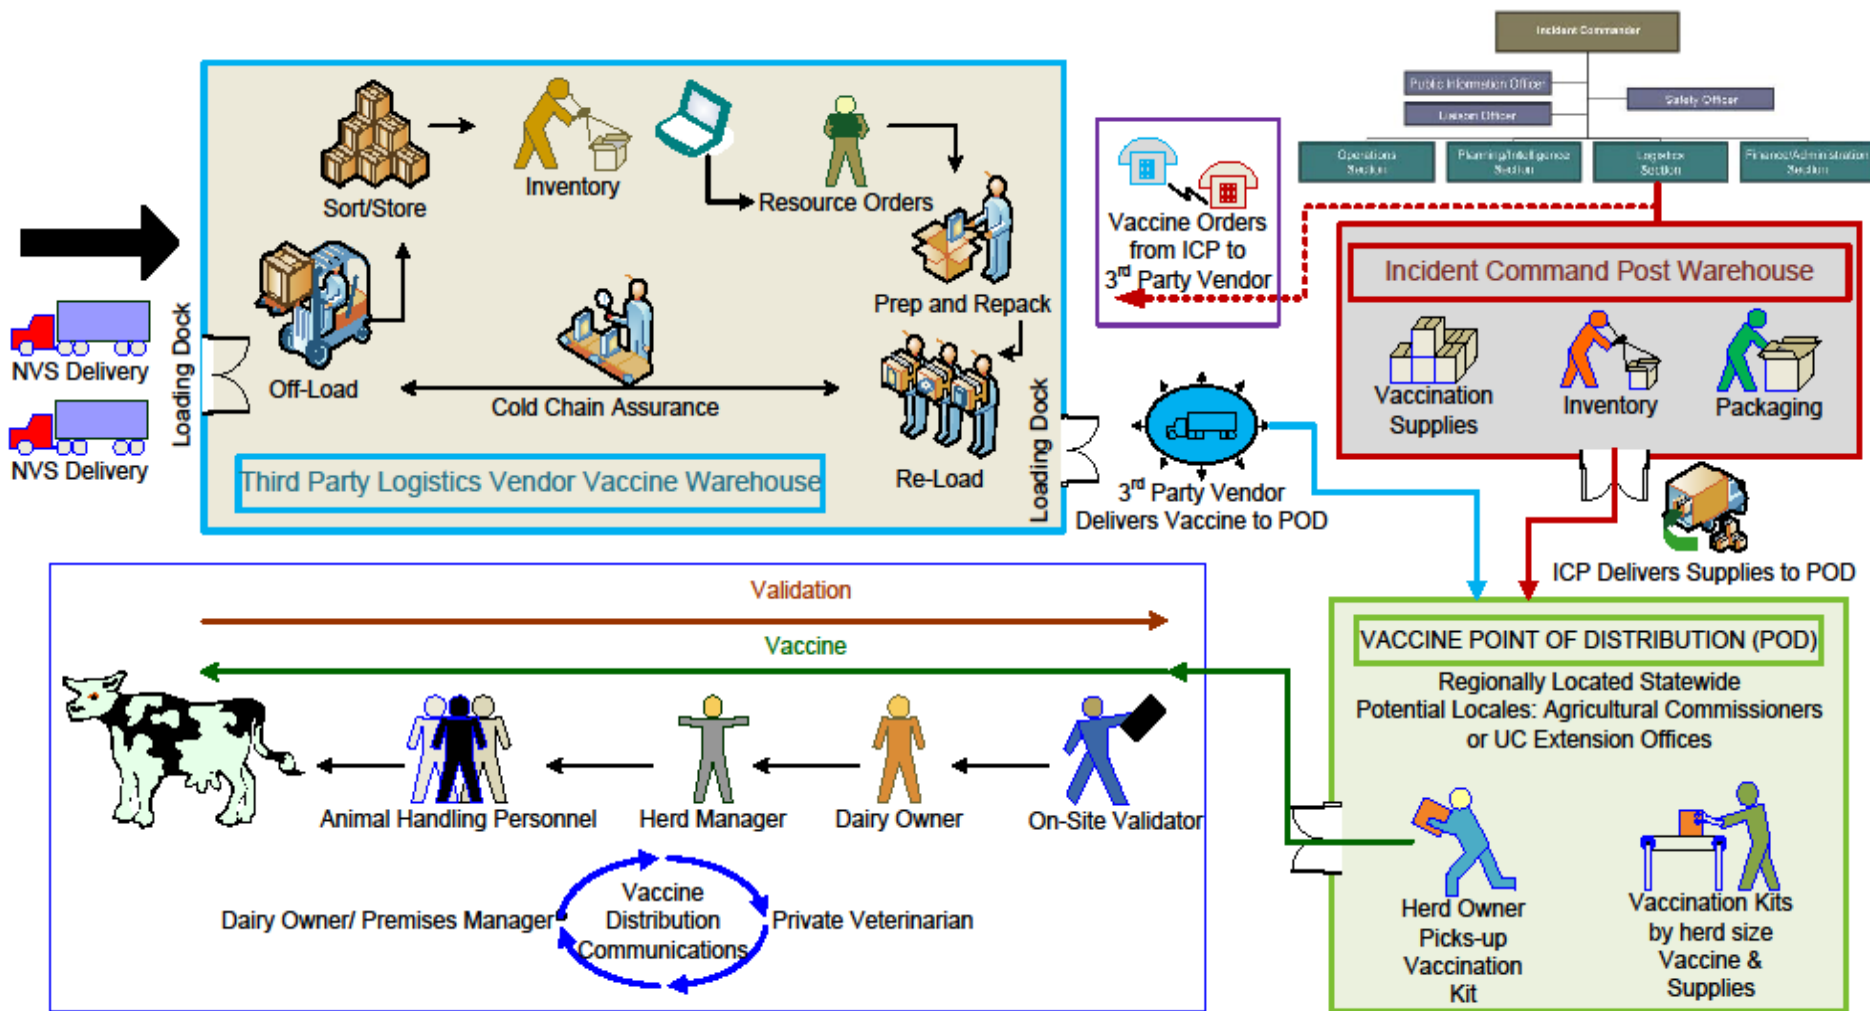 Incident Commander
Public Information Officer
Safety Officer
Liaison Officer
Operations
Section
Planning/Intelligence
Section
Logistics
Section
Finance/Administration
Section
Sort/Store
Inventory
Resource Orders
Prep and Repack
Off-Load
Cold Chain Assurance
Re-Load
Third Party Logistics Vendor Vaccine Warehouse
Loading Dock
Loading Dock
NVS Delivery
NVS Delivery
Vaccine Orders
from ICP to
3rd Party Vendor
Incident Command Post Warehouse
Vaccination
Supplies
Inventory
Packaging
3rd Party Vendor
Delivers Vaccine to POD
ICP Delivers Supplies to POD
VACCINE POINT OF DISTRIBUTION (POD)
Regionally Located Statewide
Potential Locales: Agricultural Commissioners
or UC Extension Offices
Herd Owner
Picks-up
Vaccination
Kit
Vaccination Kits
by herd size
Vaccine &
Supplies
Validation
Vaccine
Animal Handling Personnel
Herd Manager
Dairy Owner
On-Site Validator
Dairy Owner/ Premises Manager
Vaccine
Distribution
Communications
Private Veterinarian